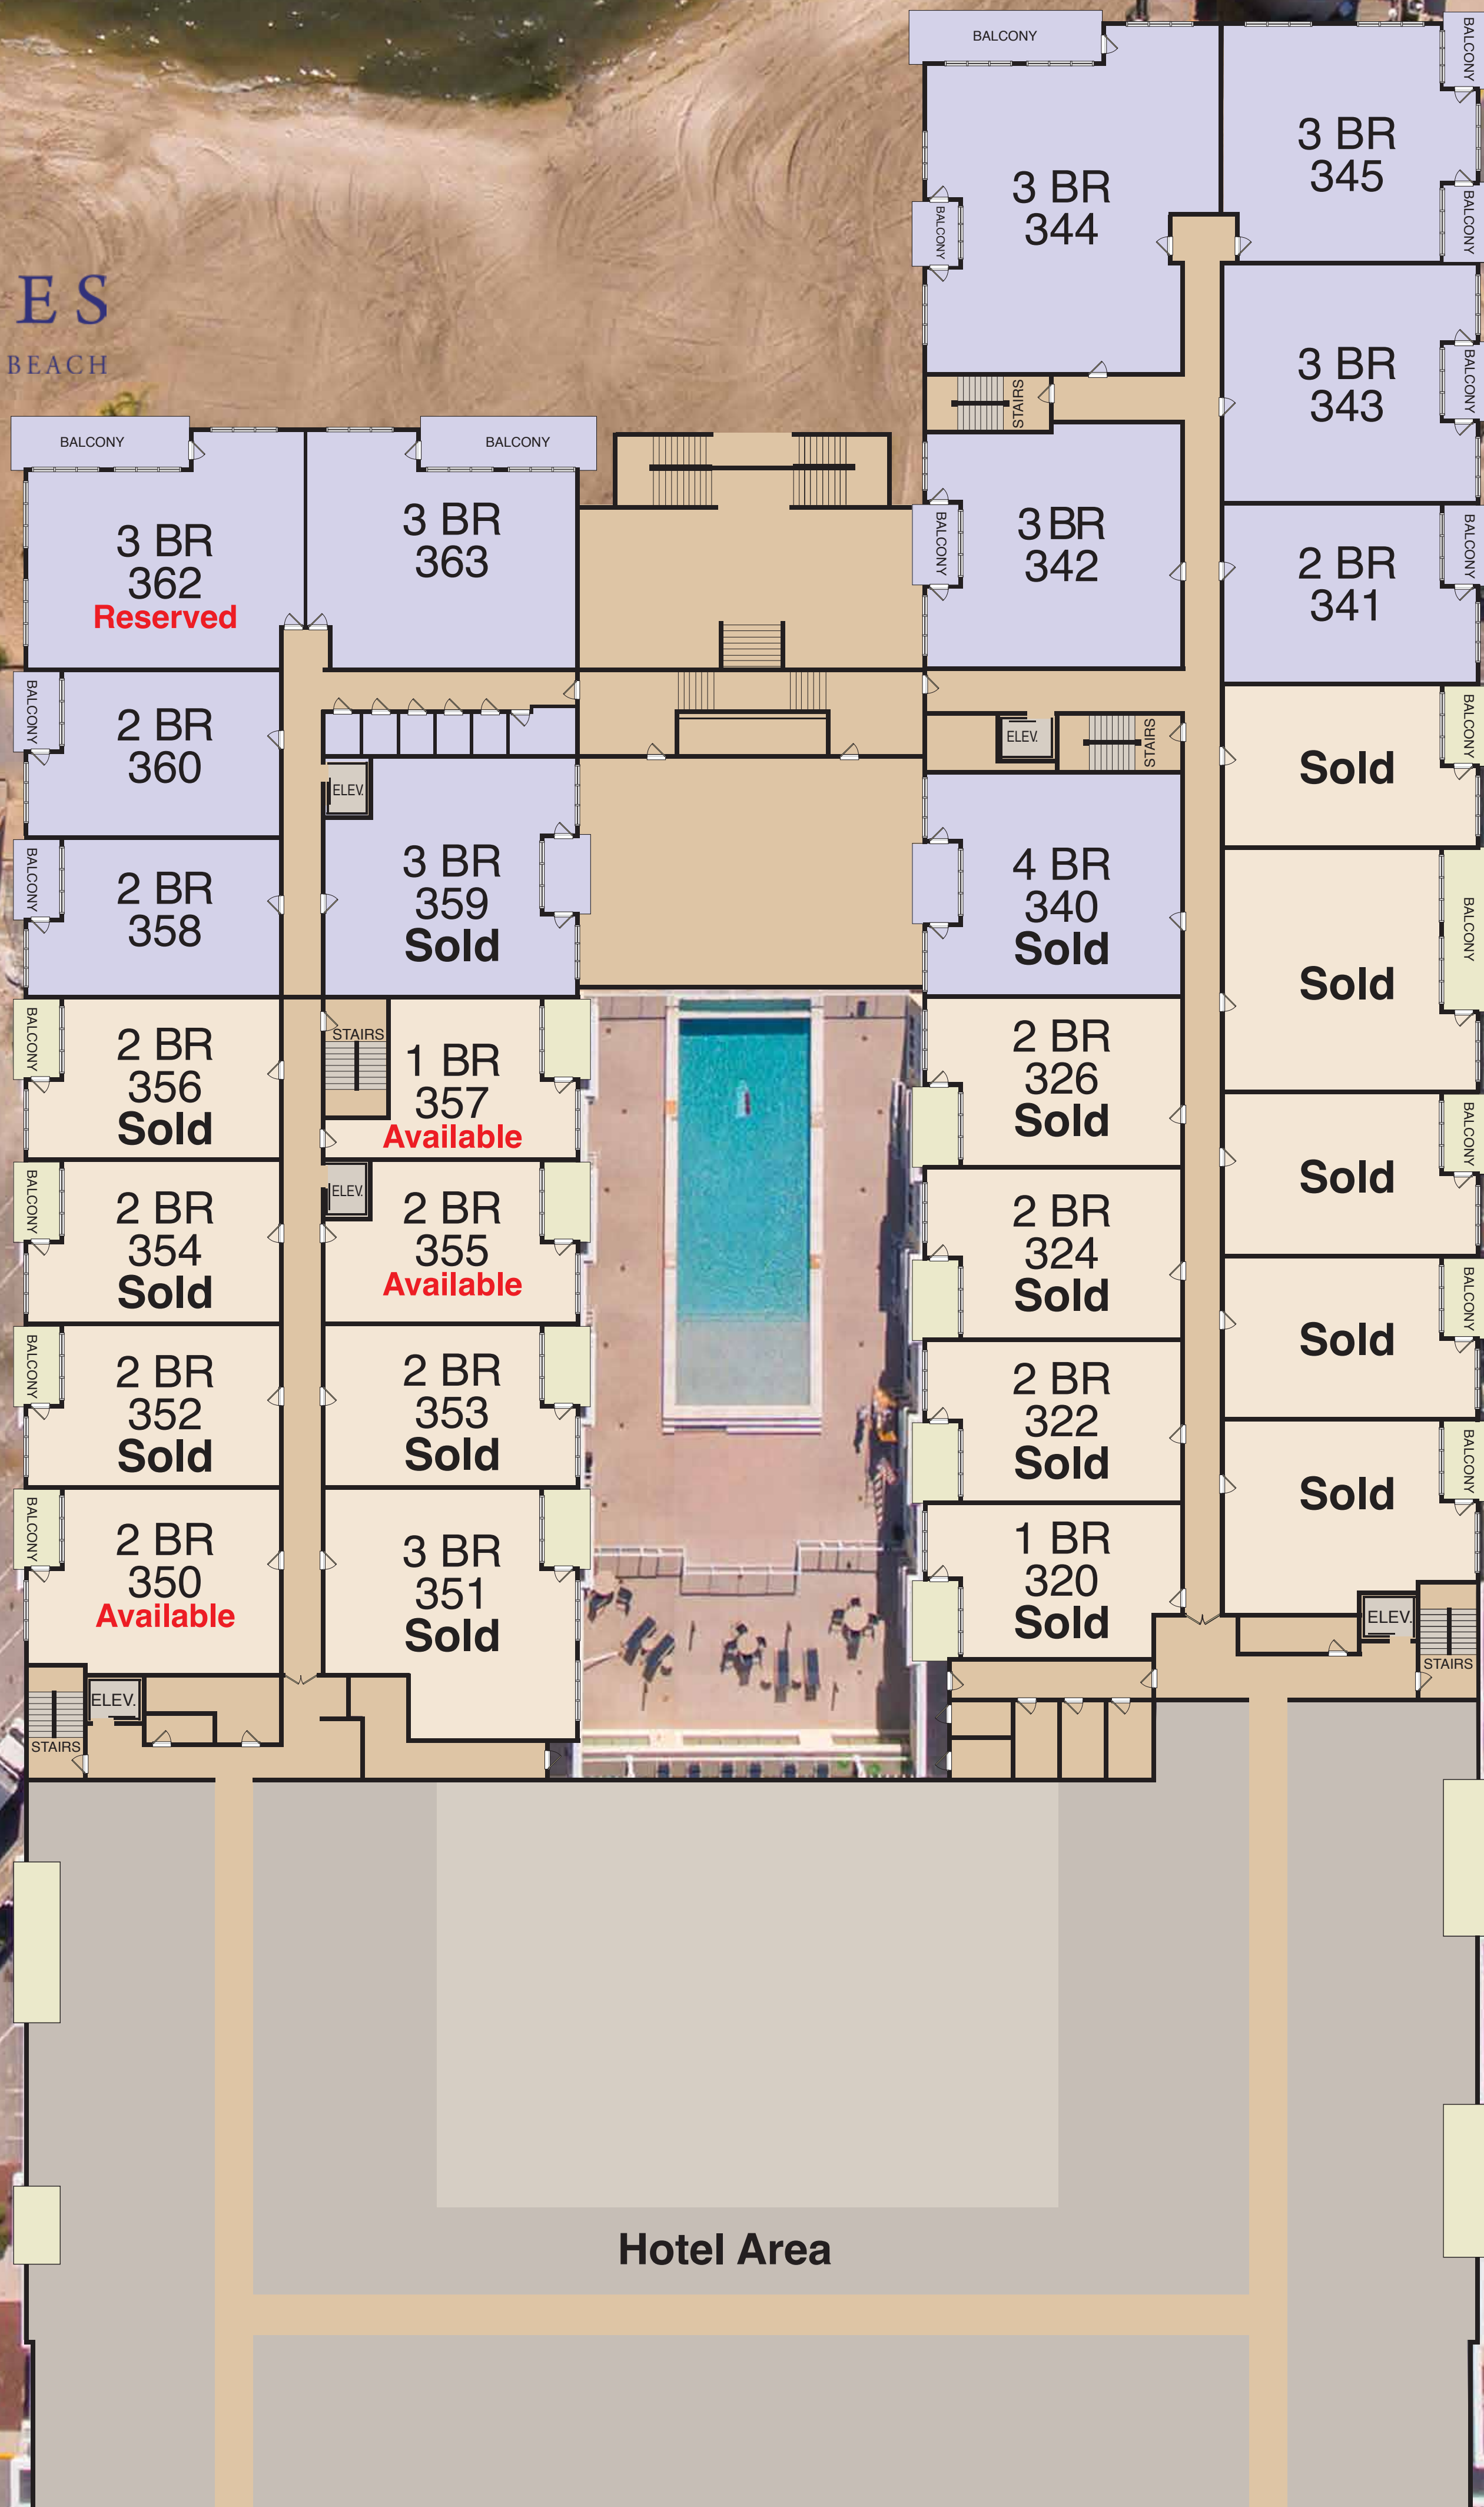 BALCONY
BALCONY
3 BR
345
3 BR
344
BALCONY
BALCONY
E S
BEACH
STAIRS
3 BR
343
BALCONY
BALCONY
BALCONY
3 BR
362
Reserved
3 BR
363
BALCONY
3 BR
342
2 BR
341
BALCONY
BALCONY
2 BR
360
ELEV.
STAIRS
Sold
BALCONY
ELEV.
BALCONY
2 BR
358
3 BR
359
Sold
4 BR
340
Sold
Sold
BALCONY
BALCONY
2 BR
356
Sold
STAIRS
1 BR
357
Available
2 BR
326
Sold
Sold
BALCONY
BALCONY
2 BR
354
Sold
ELEV.
2 BR
355
Available
2 BR
324
Sold
Sold
BALCONY
BALCONY
2 BR
352
Sold
2 BR
353
Sold
2 BR
322
Sold
Sold
BALCONY
BALCONY
2 BR
350
Available
3 BR
351
Sold
1 BR
320
Sold
ELEV.
STAIRS
ELEV.
STAIRS
Hotel Area